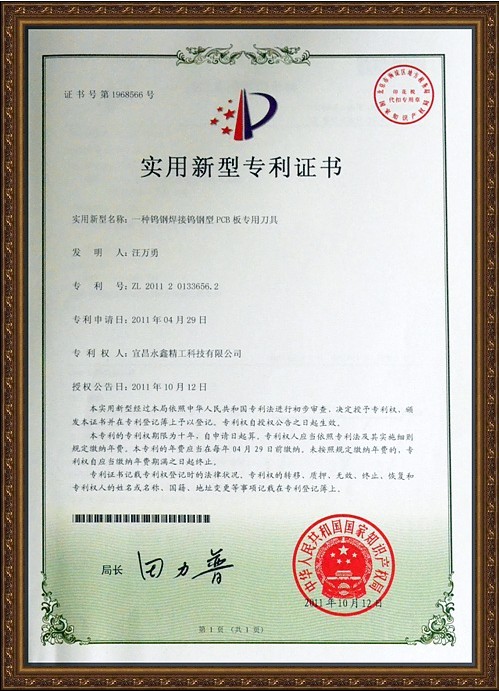 证书号第1968566号
印花税
代扣专用章
国家知识产权局
实用新型专利证书
实用新型名称：一种钨钢焊接钨钢型PCB板专用刀具
发 明 人：汪万勇
专 利 号：ZL 2011 2 0133656.2
专利申请日：2011年04月29日
专 利 权 人：宜昌永鑫精工科技有限公司
授权公告日：2011年10月12日
本实用新型经过本局依照中华人民共和国专利法进行初步审查，决定授予专利权，颁
发本证书并在专利登记簿上予以登记。专利权自授权公告之日起生效。
本专利的专利权期限为十年，自申请日起算。专利权人应当依照专利法及其实施细则
规定缴纳年费。本专利的年费应当在每年04月29日前缴纳。未按照规定缴纳年费的，专
利权自应当缴纳年费期满之日起终止。
专利证书记载专利权登记时的法律状况。专利权的转移、质押、无效、终止、恢复和
专利权人的姓名或名称、国籍、地址变更等事项记载在专利登记簿上。
局长 田力普
中华人民共和国国家知识产权局
2011年10月12日
第1页（共1页）